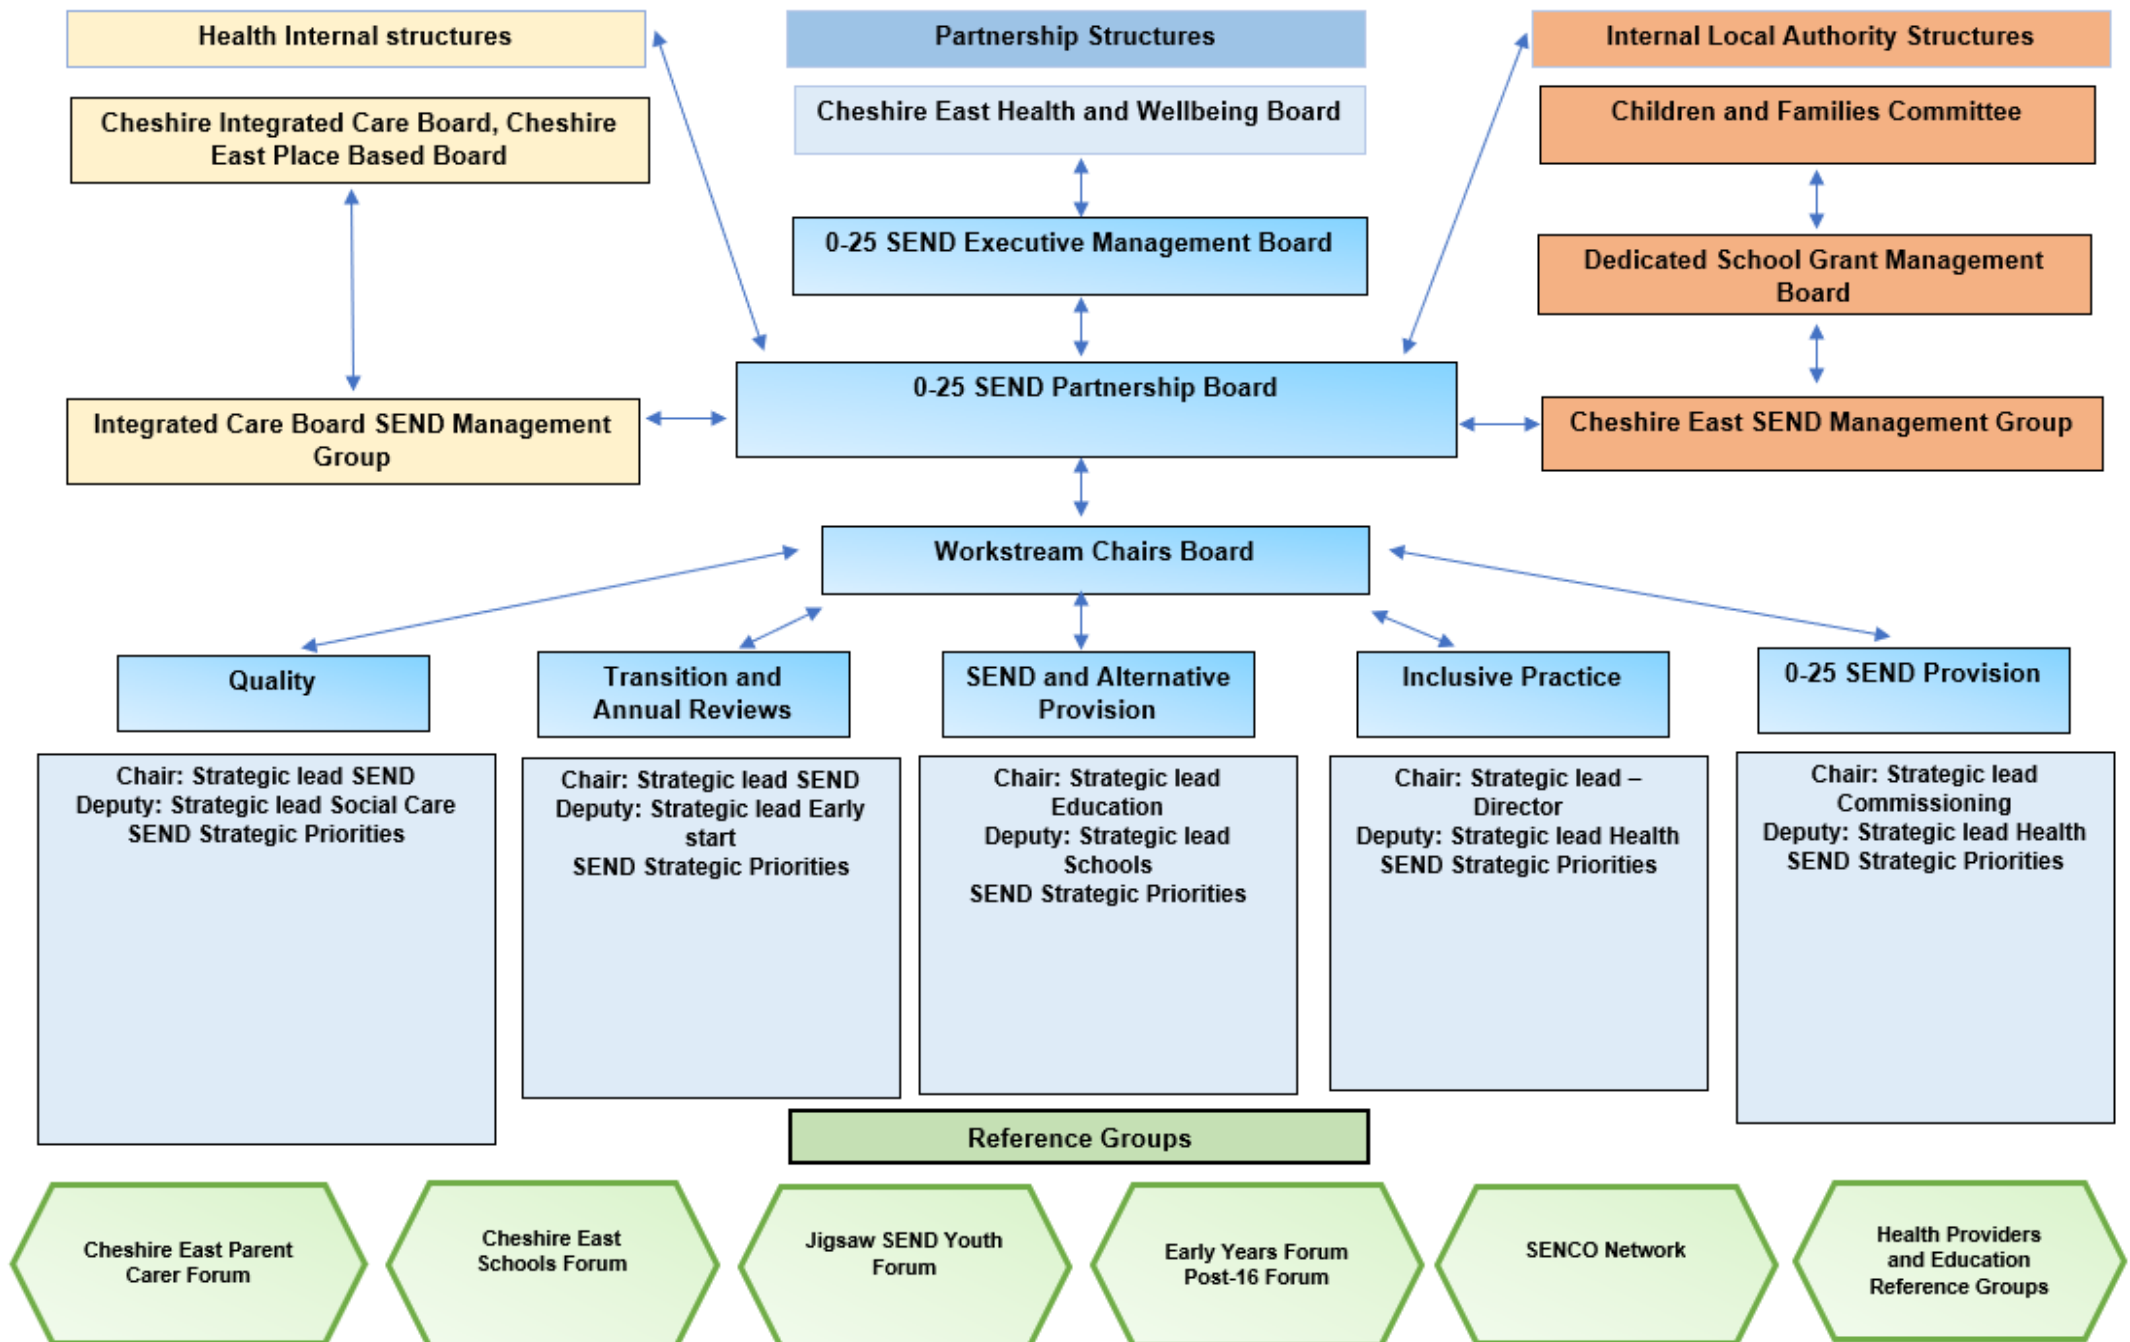 Health Internal structures
Partnership Structures
Internal Local Authority Structures
Cheshire Integrated Care Board, Cheshire
East Place Based Board
Cheshire East Health and Wellbeing Board
Children and Families Committee
0-25 SEND Executive Management Board
Dedicated School Grant Management
Board
0-25 SEND Partnership Board
Integrated Care Board SEND Management
Group
Cheshire East SEND Management Group
Workstream Chairs Board
Quality
Transition and
Annual Reviews
SEND and Alternative
Provision
Inclusive Practice
0-25 SEND Provision
Chair: Strategic lead SEND
Deputy: Strategic lead Social Care
SEND Strategic Priorities
Chair: Strategic lead SEND
Deputy: Strategic lead Early
start
SEND Strategic Priorities
Chair: Strategic lead
Education
Deputy: Strategic lead
Schools
SEND Strategic Priorities
Chair: Strategic lead –
Director
Deputy: Strategic lead Health
SEND Strategic Priorities
Chair: Strategic lead
Commissioning
Deputy: Strategic lead Health
SEND Strategic Priorities
Reference Groups
Cheshire East Parent
Carer Forum
Cheshire East
Schools Forum
Jigsaw SEND Youth
Forum
Early Years Forum
Post-16 Forum
SENCO Network
Health Providers
and Education
Reference Groups